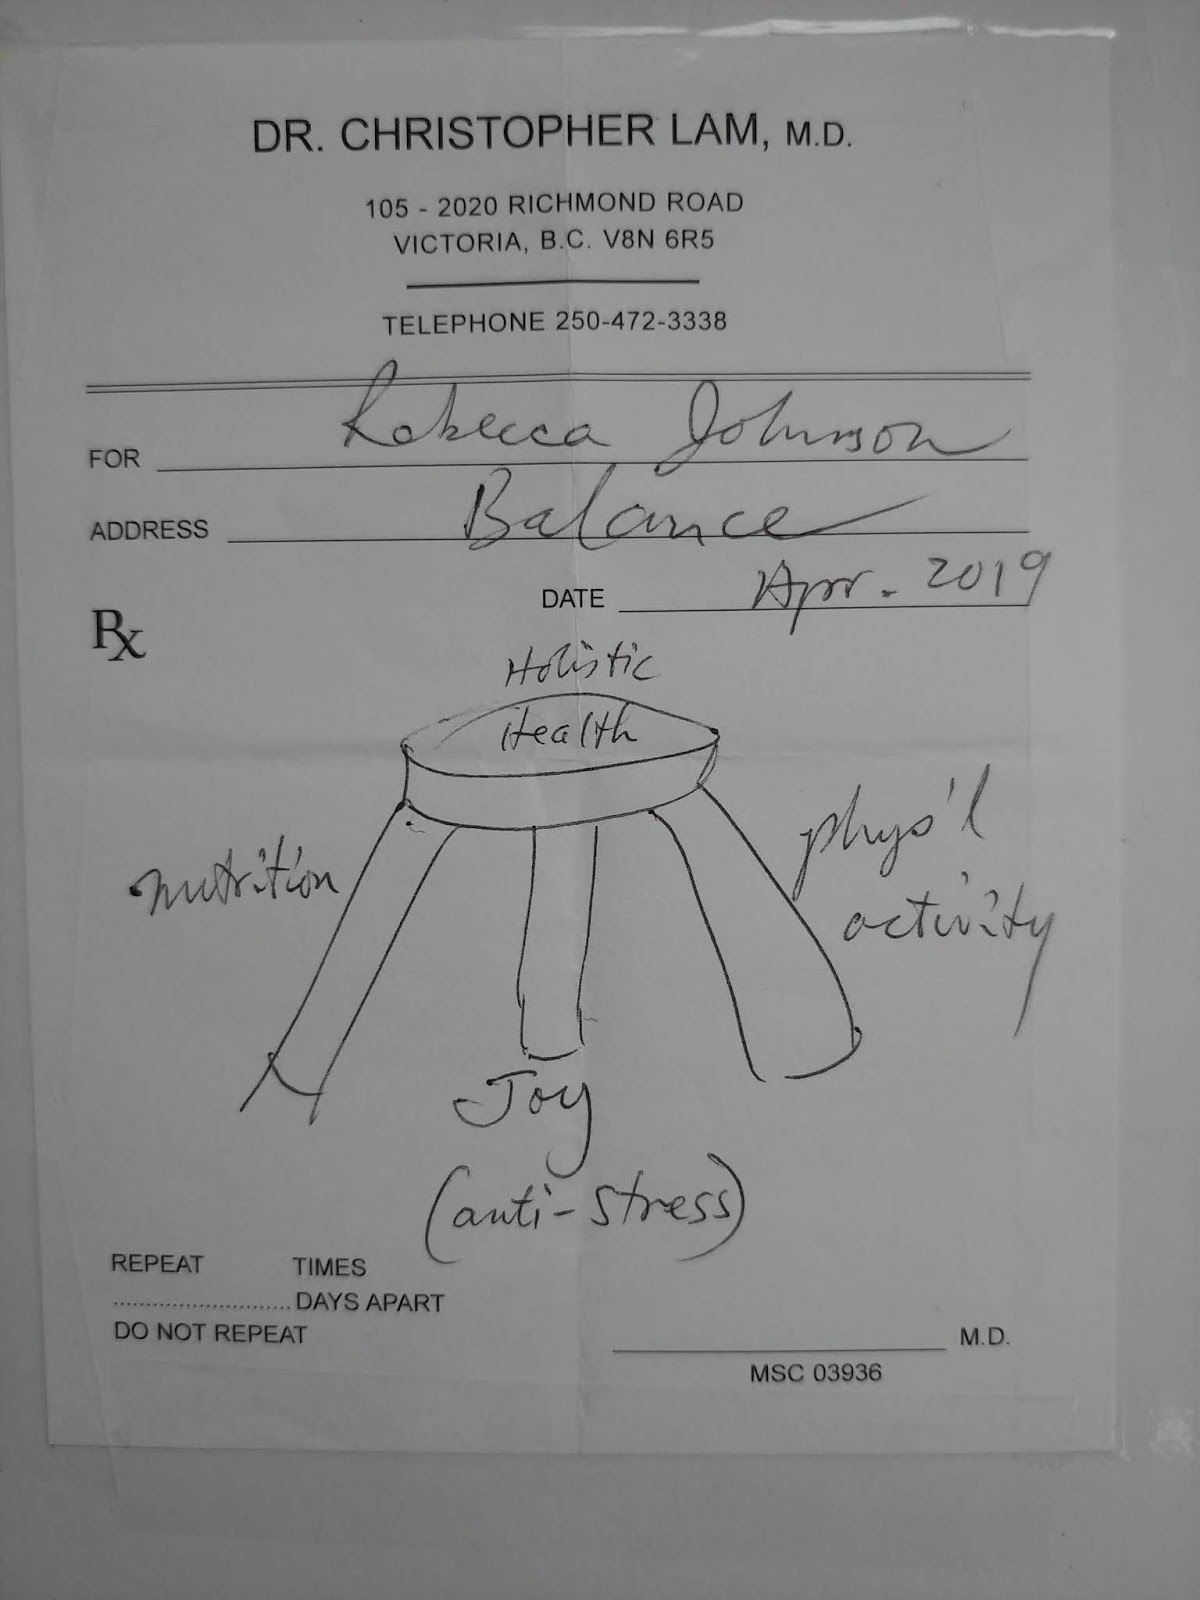 DR. CHRISTOPHER LAM, M.D.
105 - 2020 RICHMOND ROAD
VICTORIA, B.C. V8N 6R5
TELEPHONE 250-472-3338
FOR Rebecca Johnson
ADDRESS Balance
DATE Apr. 2019
Rx
Holistic
Health
nutrition
phys'l
activity
Joy
(anti-stress)
REPEAT TIMES
............................DAYS APART
DO NOT REPEAT
M.D.
MSC 03936